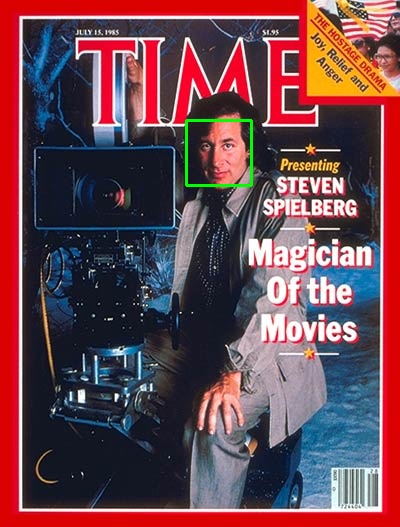 JULY 15, 1985
$1.95
TIME
THE HOSTAGE DRAMA
Joy, Relief and
Anger
Presenting
STEVEN
SPIELBERG
Magician
Of the
Movies